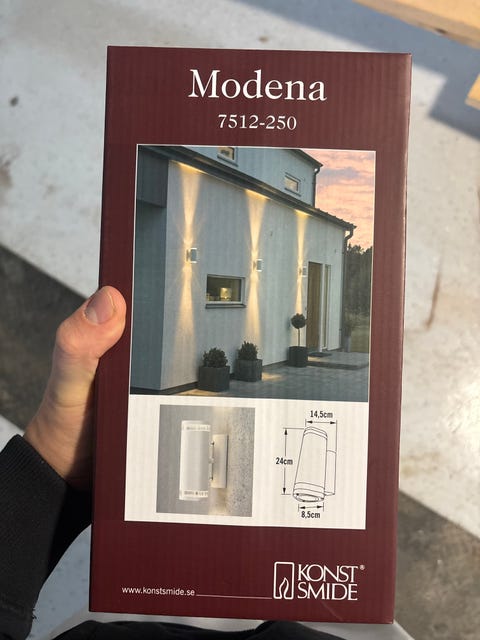 Modena
7512-250
14,5cm
24cm
8,5cm
www.konstsmide.se
KONST®
SMIDE